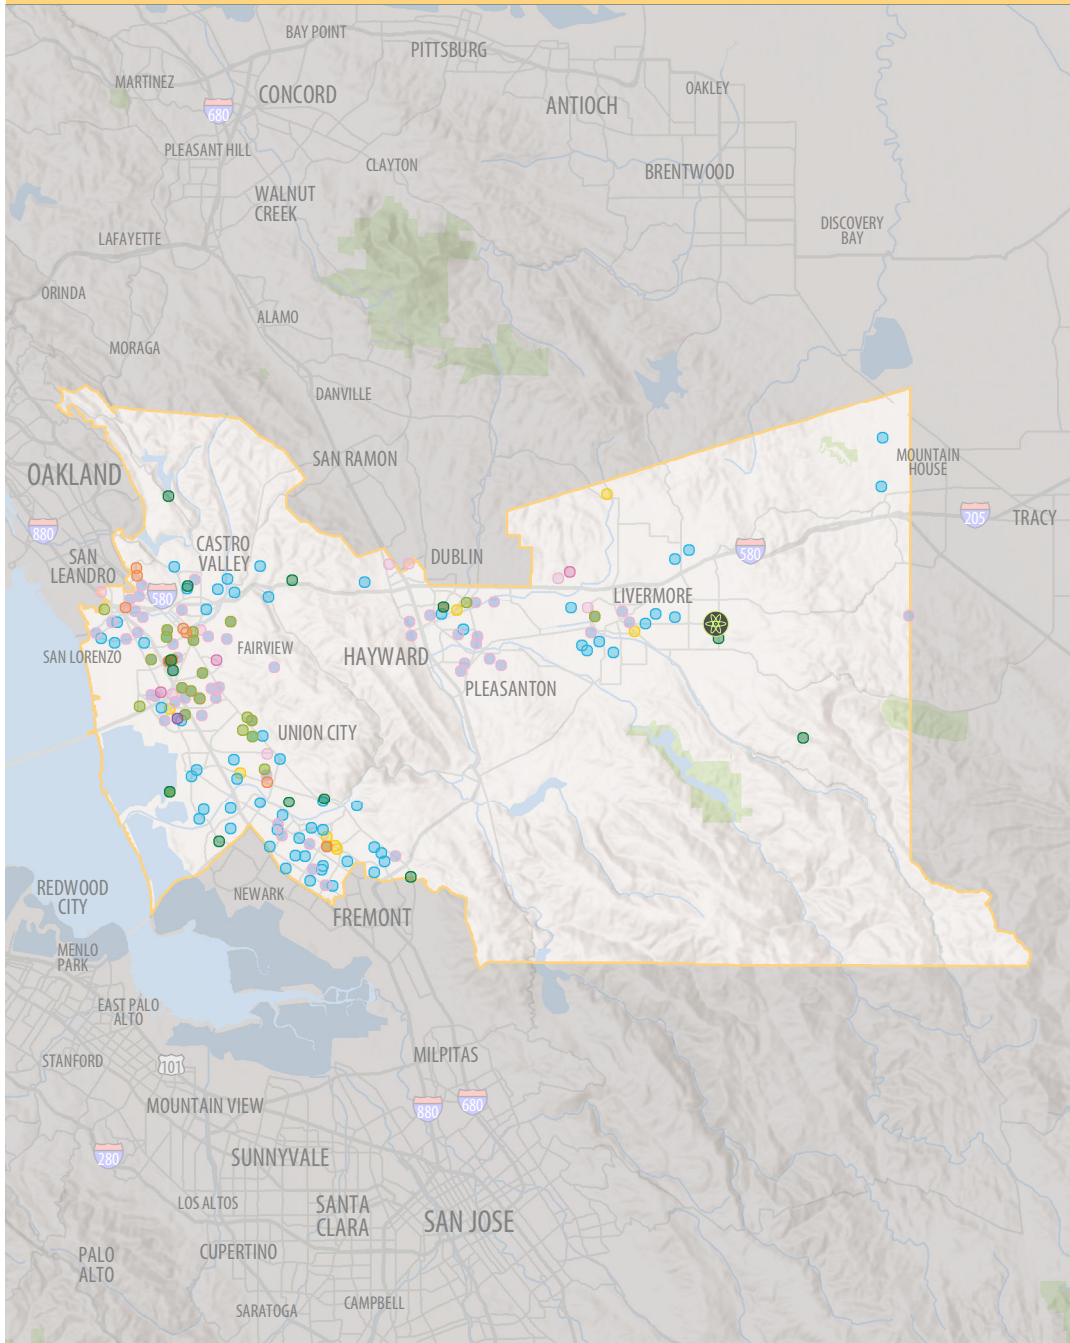 BAY POINT
PITTSBURG
MARTINEZ
CONCORD
OAKLEY
680
ANTIOCH
PLEASANT HILL
CLAYTON
BRENTWOOD
WALNUT
CREEK
DISCOVERY
BAY
LAFAYETTE
ORINDA
ALAMO
MORAGA
DANVILLE
OAKLAND
SAN RAMON
MOUNTAIN
HOUSE
880
205
TRACY
CASTRO
VALLEY
SAN
LEANDRO
DUBLIN
580
580
LIVERMORE
SAN LORENZO
FAIRVIEW
HAYWARD
PLEASANTON
UNION CITY
REDWOOD
CITY
NEWARK
FREMONT
MENLO
PARK
EAST PALO
ALTO
STANFORD
101
MILPITAS
MOUNTAIN VIEW
880
680
280
SUNNYVALE
LOS ALTOS
SANTA
CLARA
SAN JOSE
CUPERTINO
PALO
ALTO
SARATOGA
CAMPBELL